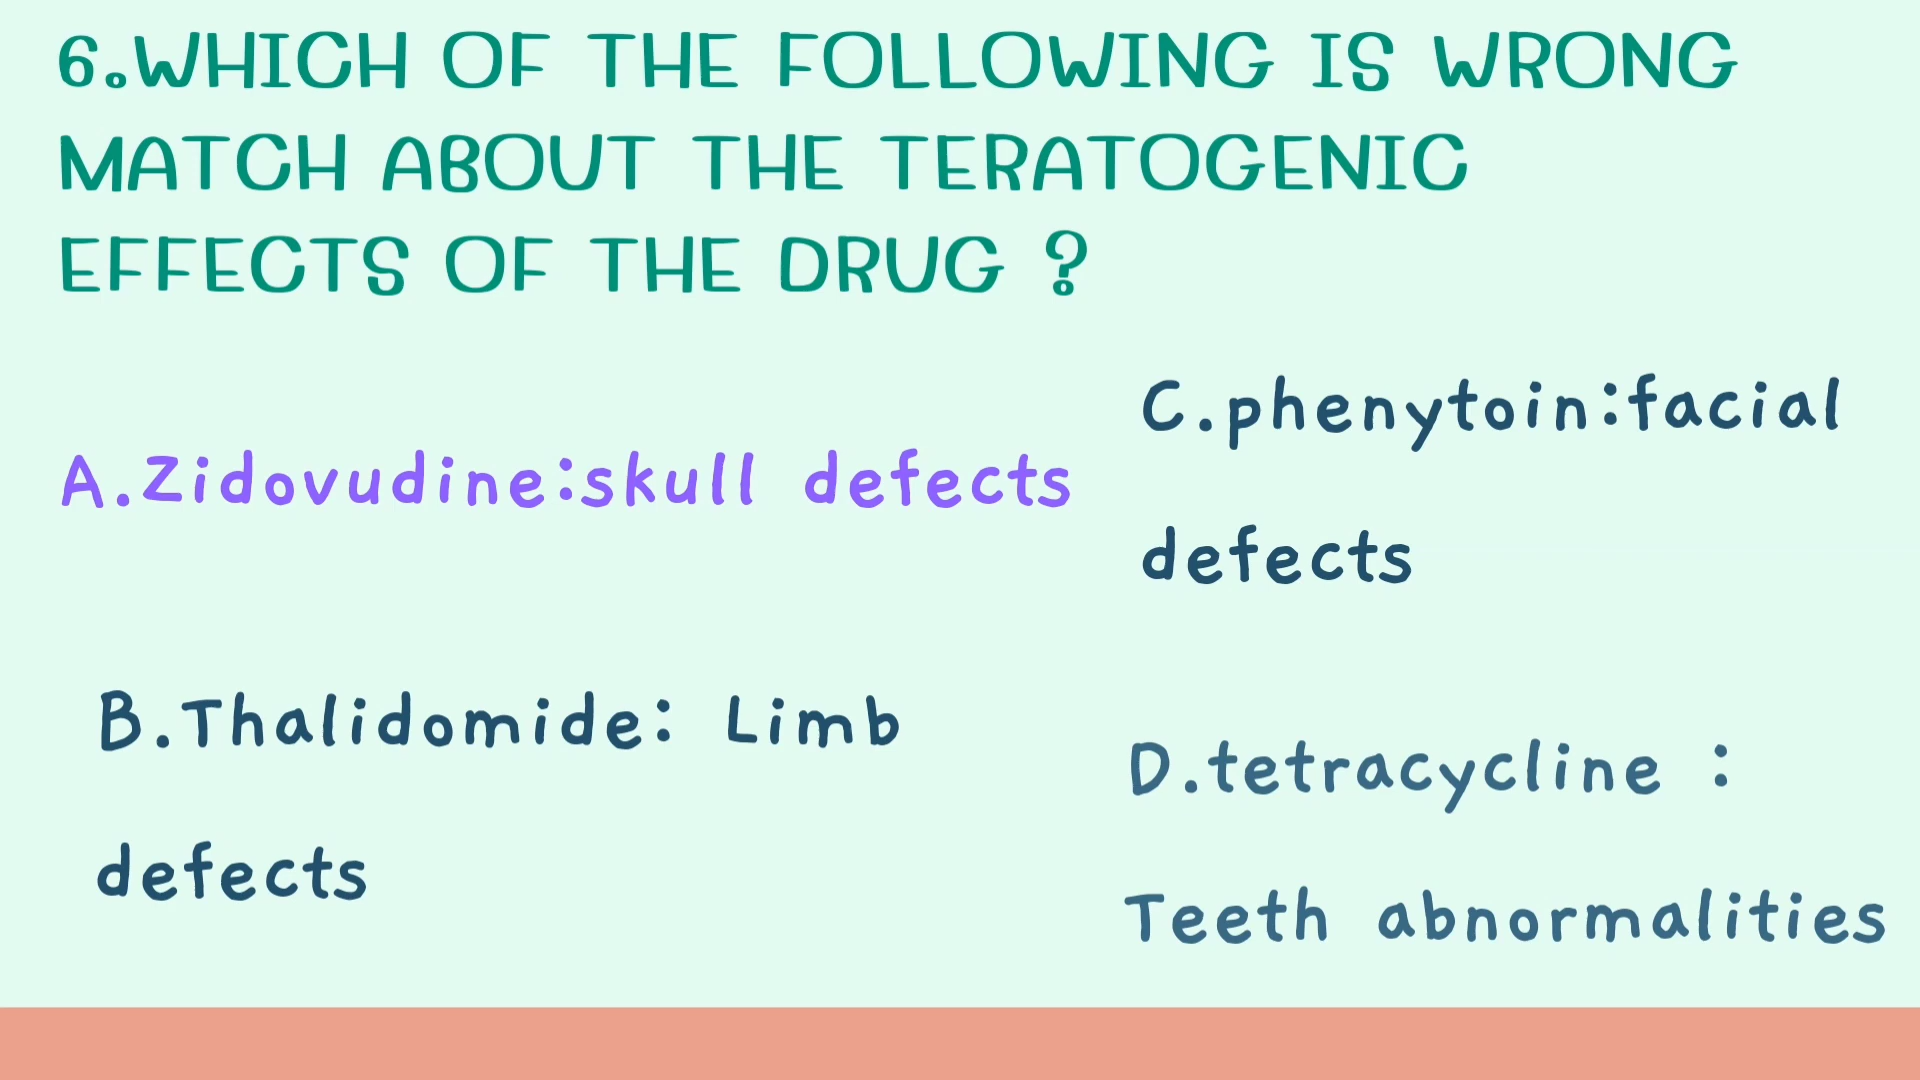 6.WHICH OF THE FOLLOWING IS WRONG
MATCH ABOUT THE TERATOGENIC
EFFECTS OF THE DRUG ?
A.Zidovudine:skull defects
B.Thalidomide: Limb
defects
C.phenytoin:facial
defects
D.tetracycline :
Teeth abnormalities